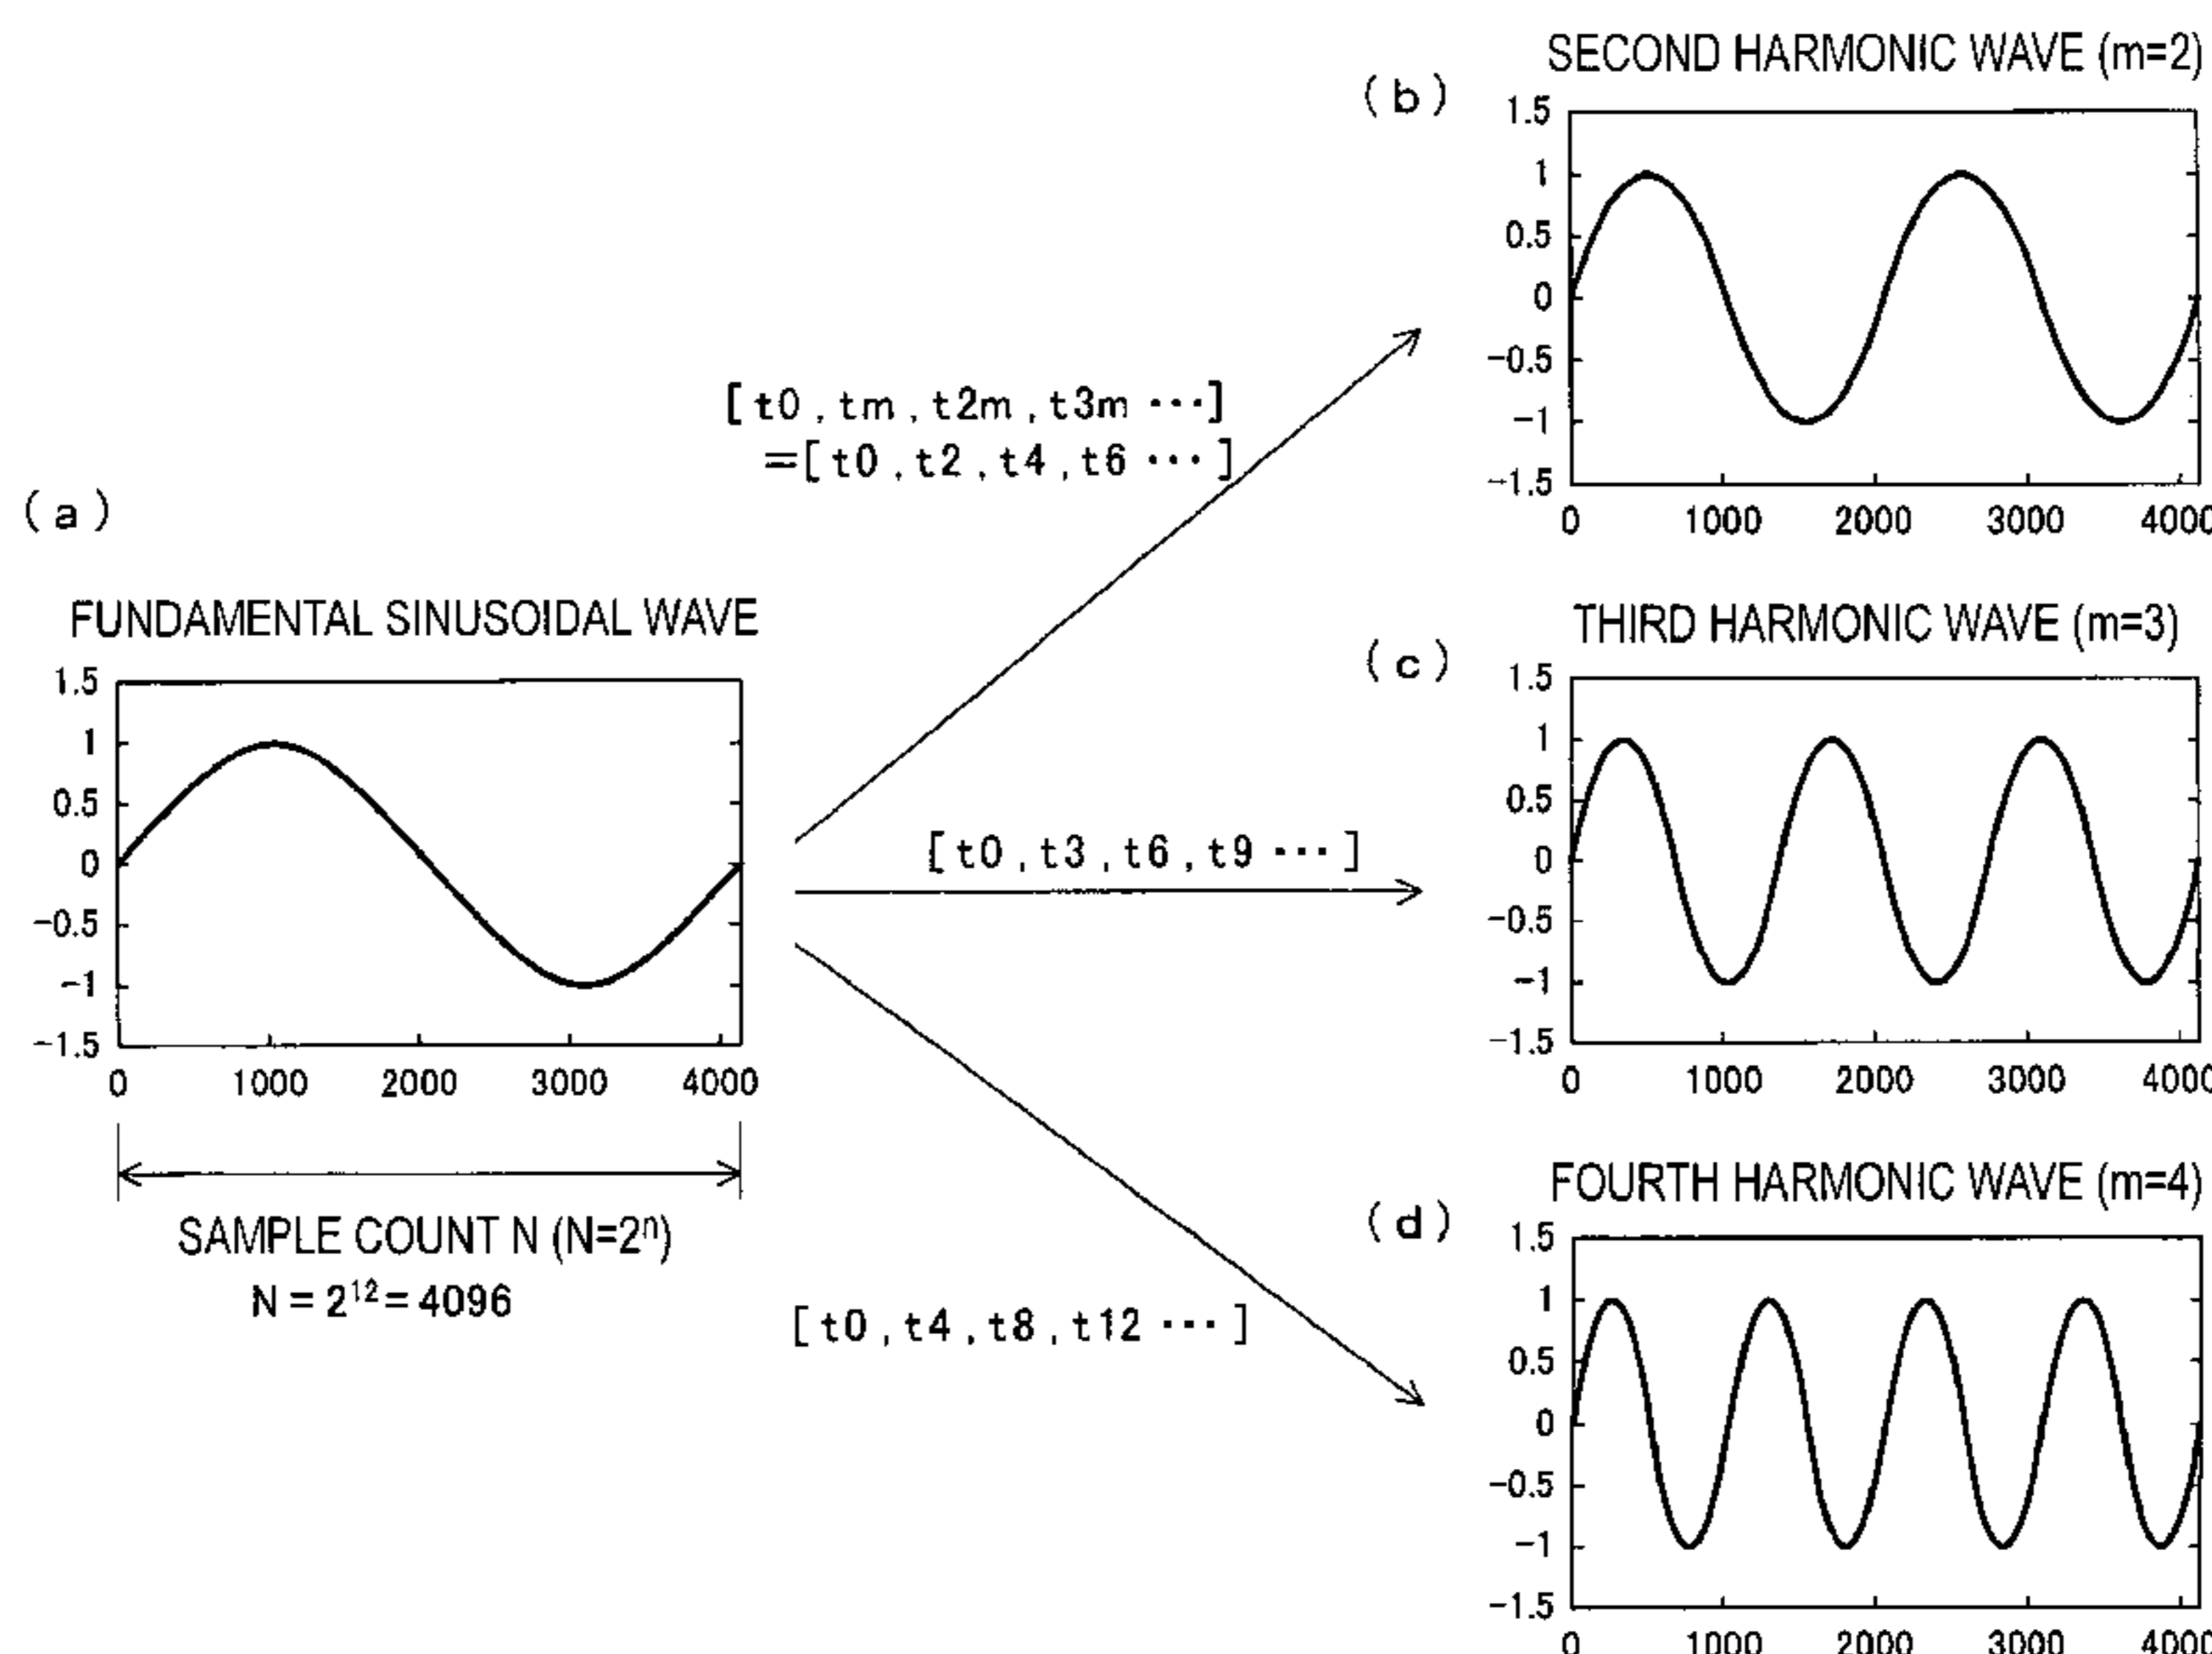 SECOND HARMONIC WAVE (m=2)
(b)
1.5
1
0.5
0
-0.5
-1
-1.5
0 1000 2000 3000 4000
[t0,tm,t2m,t3m ···]
=[t0,t2,t4,t6 ···]
(a)
FUNDAMENTAL SINUSOIDAL WAVE
1.5
1
0.5
0
-0.5
-1
-1.5
0 1000 2000 3000 4000
SAMPLE COUNT N (N=2ⁿ)
N=2¹²=4096
THIRD HARMONIC WAVE (m=3)
(c)
1.5
1
0.5
0
-0.5
-1
-1.5
0 1000 2000 3000 4000
[t0,t3,t6,t9 ···]
FOURTH HARMONIC WAVE (m=4)
(d)
1.5
1
0.5
0
-0.5
-1
-1.5
0 1000 2000 3000 4000
[t0,t4,t8,t12 ···]